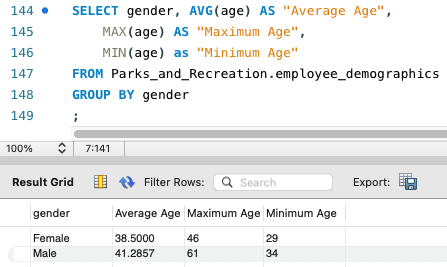 144 SELECT gender, AVG(age) AS "Average Age",
145 MAX(age) AS "Maximum Age",
146 MIN(age) as "Minimum Age"
147 FROM Parks_and_Recreation.employee_demographics
148 GROUP BY gender
149 ;
100% 7:141
Result Grid Filter Rows: Search Export:
gender Average Age Maximum Age Minimum Age
Female 38.5000 46 29
Male 41.2857 61 34